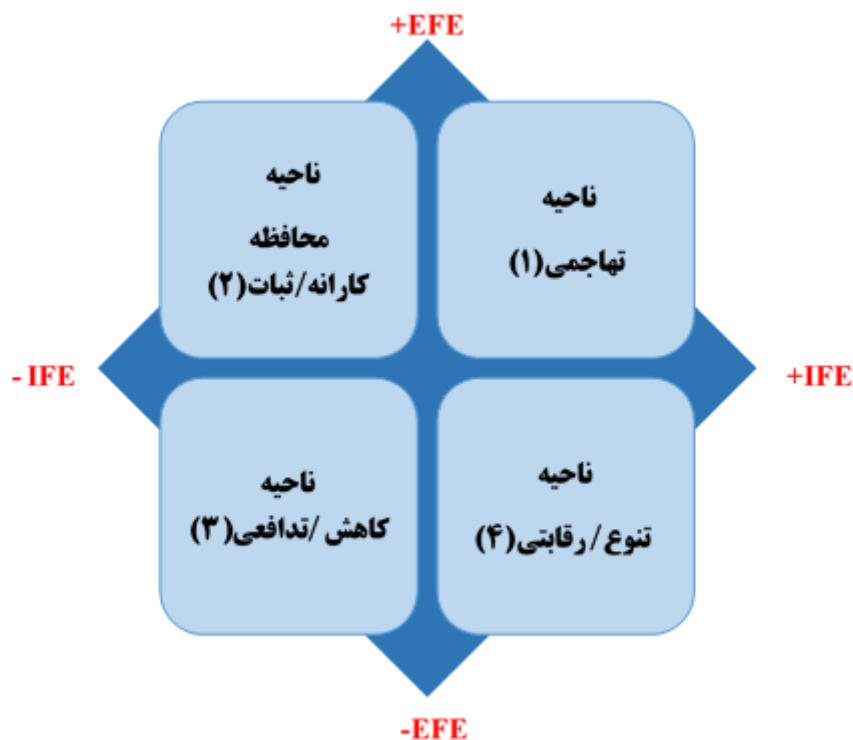 +EFE
ناحیه
تهاجمی(۱)
ناحیه
محافظه
کارانه/ثبات(۲)
- IFE
+IFE
ناحیه
تنوع/رقابتی(۴)
ناحیه
کاهش/تدافعی(۳)
-EFE